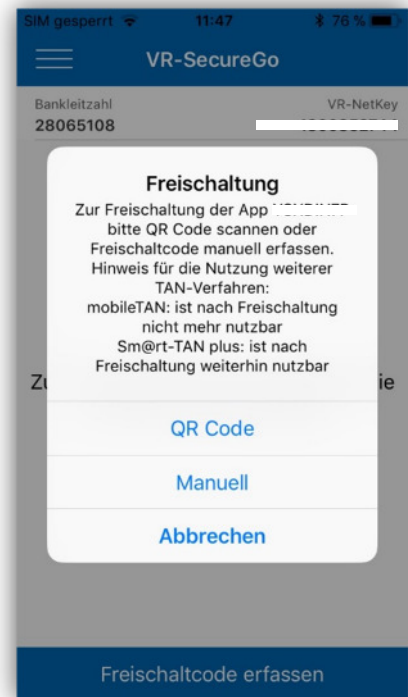 SIM gesperrt 11:47 76 %
VR-SecureGo
Bankleitzahl VR-NetKey
28065108
Freischaltung
Zur Freischaltung der App
bitte QR Code scannen oder
Freischaltcode manuell erfassen.
Hinweis für die Nutzung weiterer
TAN-Verfahren:
mobileTAN: ist nach Freischaltung
nicht mehr nutzbar
Sm@rt-TAN plus: ist nach
Freischaltung weiterhin nutzbar
QR Code
Manuell
Abbrechen
Freischaltcode erfassen